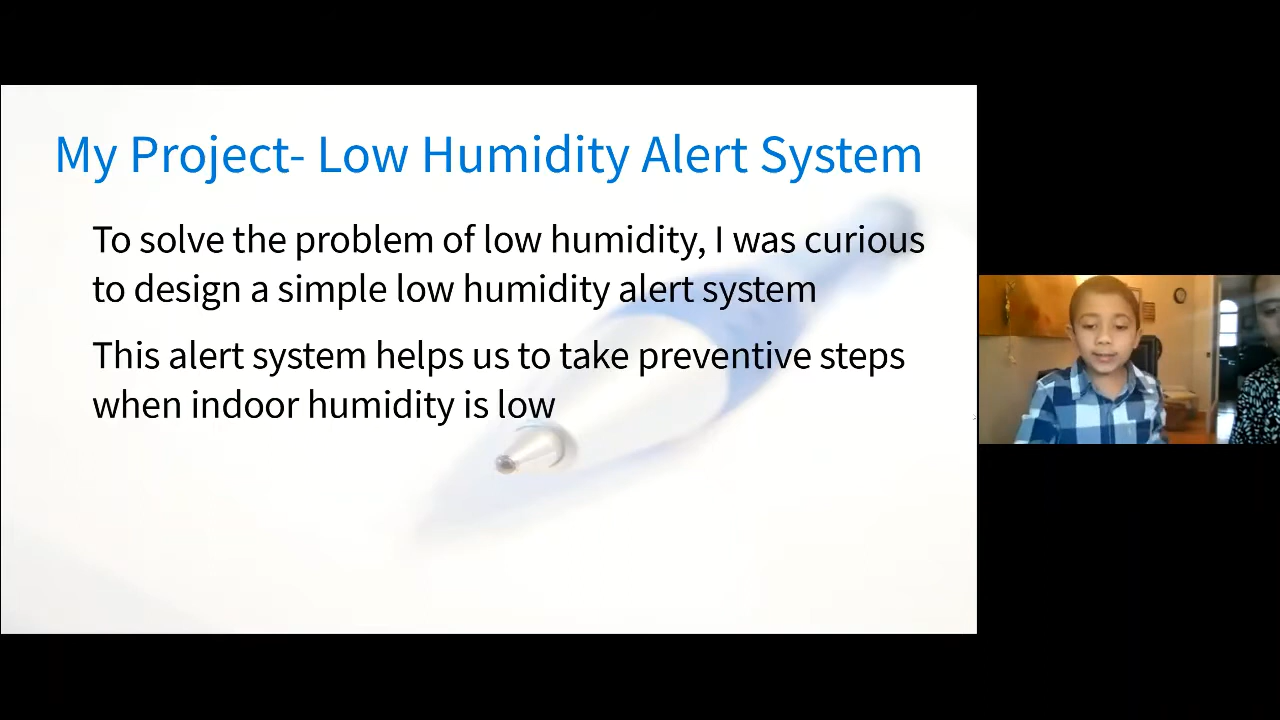 My Project- Low Humidity Alert System
To solve the problem of low humidity, I was curious
to design a simple low humidity alert system
This alert system helps us to take preventive steps
when indoor humidity is low